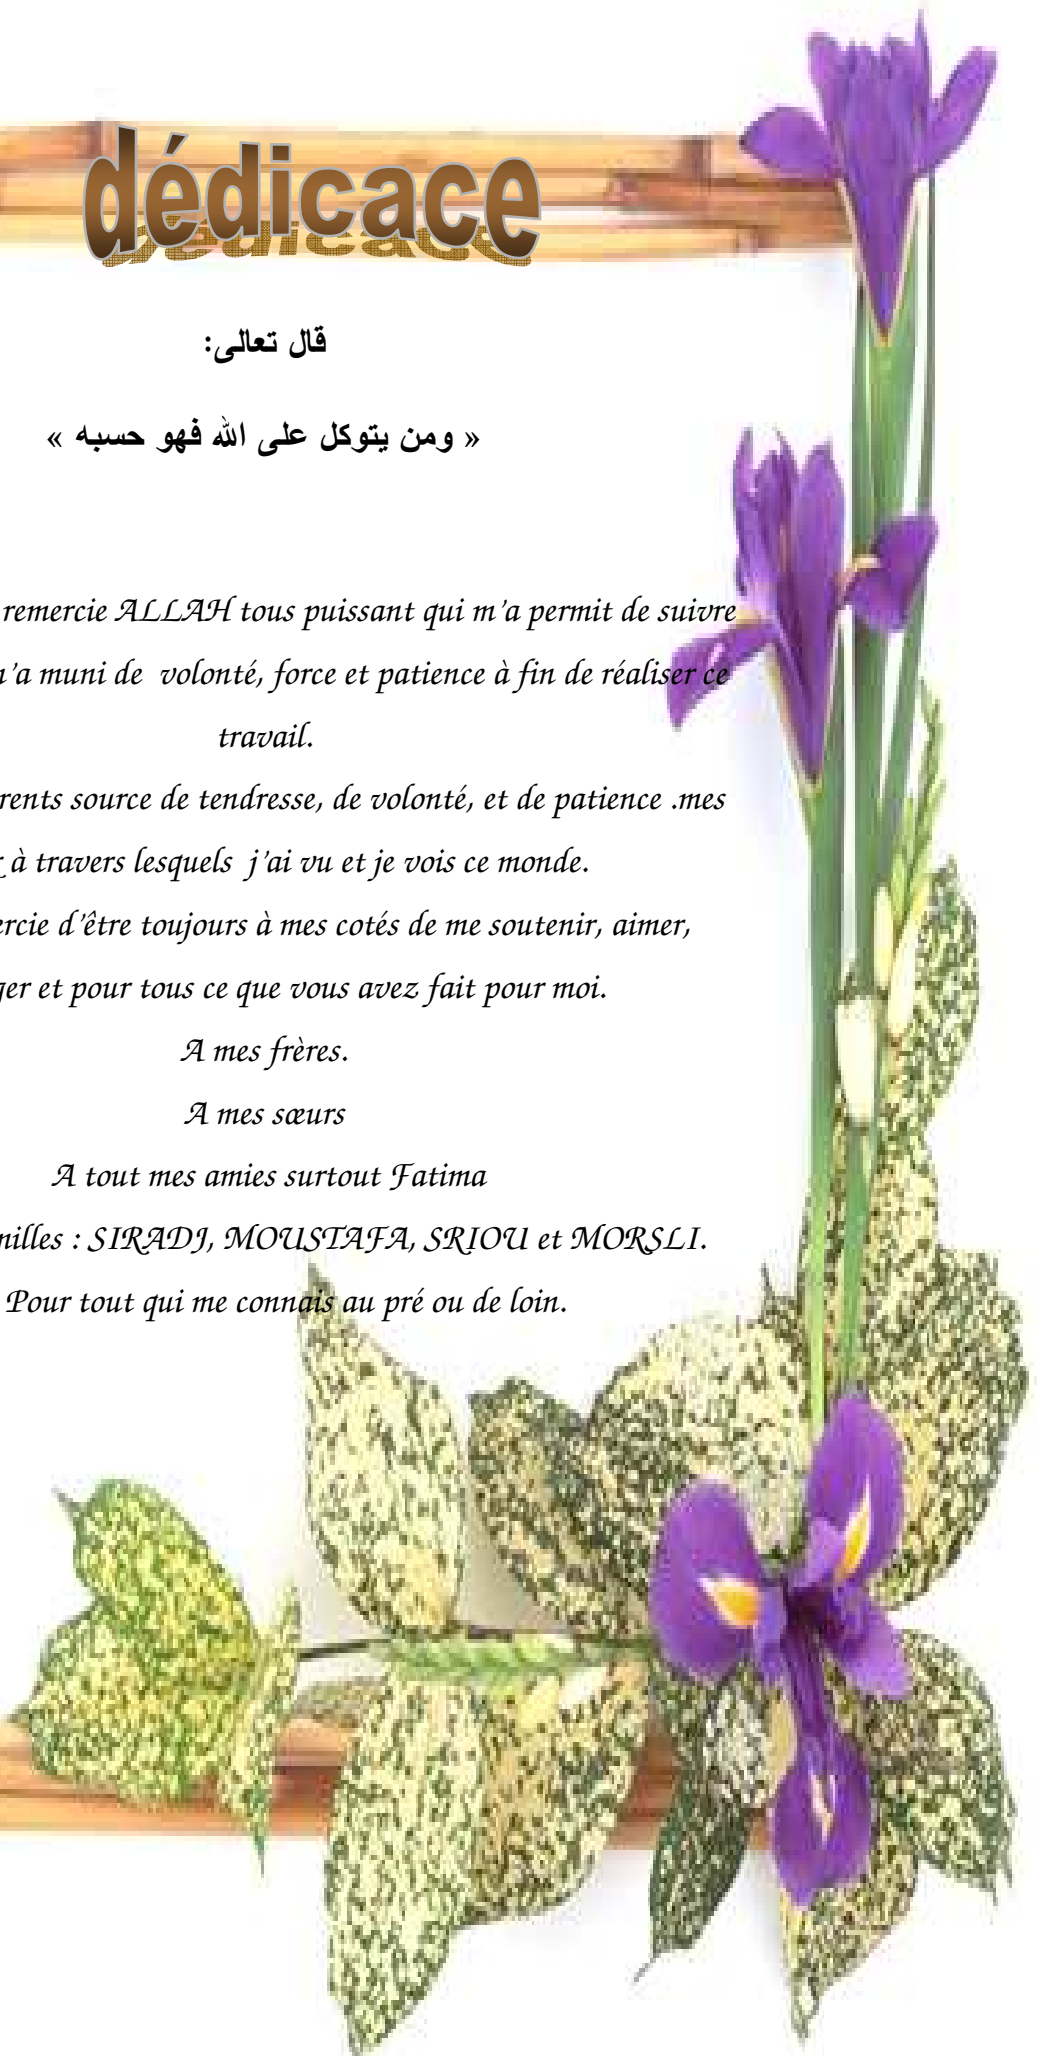 dédicace
قال تعالى:
« ومن يتوكل على الله فهو حسبه »
remercie ALLAH tous puissant qui m’a permit de suivre
’a muni de volonté, force et patience à fin de réaliser ce
travail.
rents source de tendresse, de volonté, et de patience .mes
à travers lesquels j’ai vu et je vois ce monde.
ercie d’être toujours à mes cotés de me soutenir, aimer,
ger et pour tous ce que vous avez fait pour moi.
A mes frères.
A mes sœurs
A tout mes amies surtout Fatima
milles : SIRADJ, MOUSTAFA, SRIOU et MORSLI.
Pour tout qui me connais au pré ou de loin.